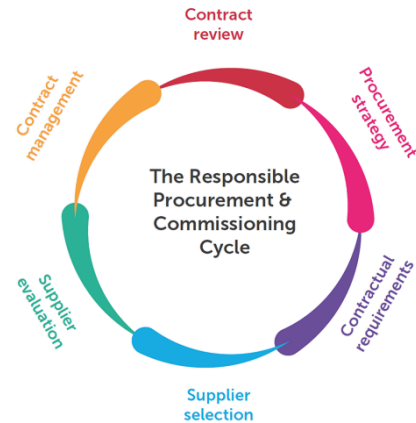 Contract
review
Procurement
strategy
Contractual
requirements
Supplier
selection
Supplier
evaluation
Contract
management
The Responsible
Procurement &
Commissioning
Cycle